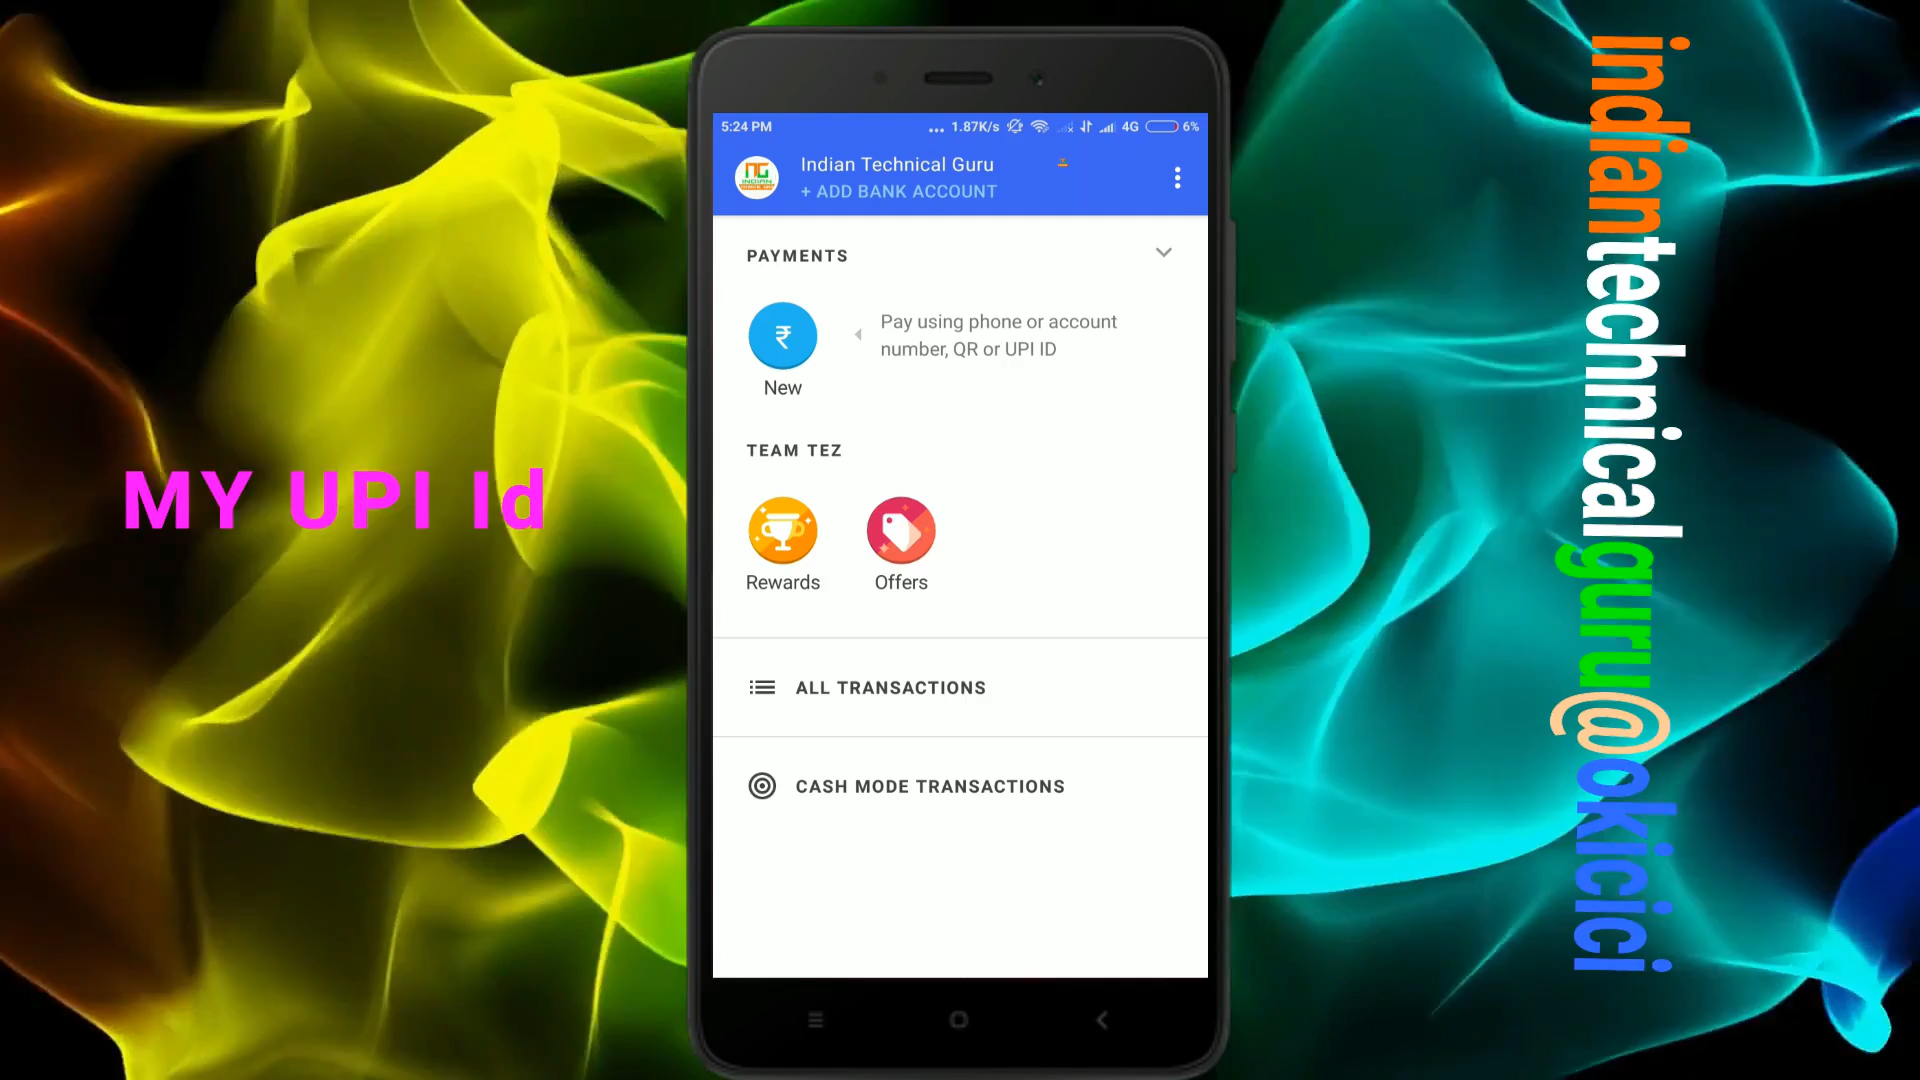 MY UPI Id
5:24 PM ... 1.87K/s 4G 6%
Indian Technical Guru
+ ADD BANK ACCOUNT
PAYMENTS
₹
Pay using phone or account
number, QR or UPI ID
New
TEAM TEZ
Rewards Offers
ALL TRANSACTIONS
CASH MODE TRANSACTIONS
indiantechnicalguru@okicici